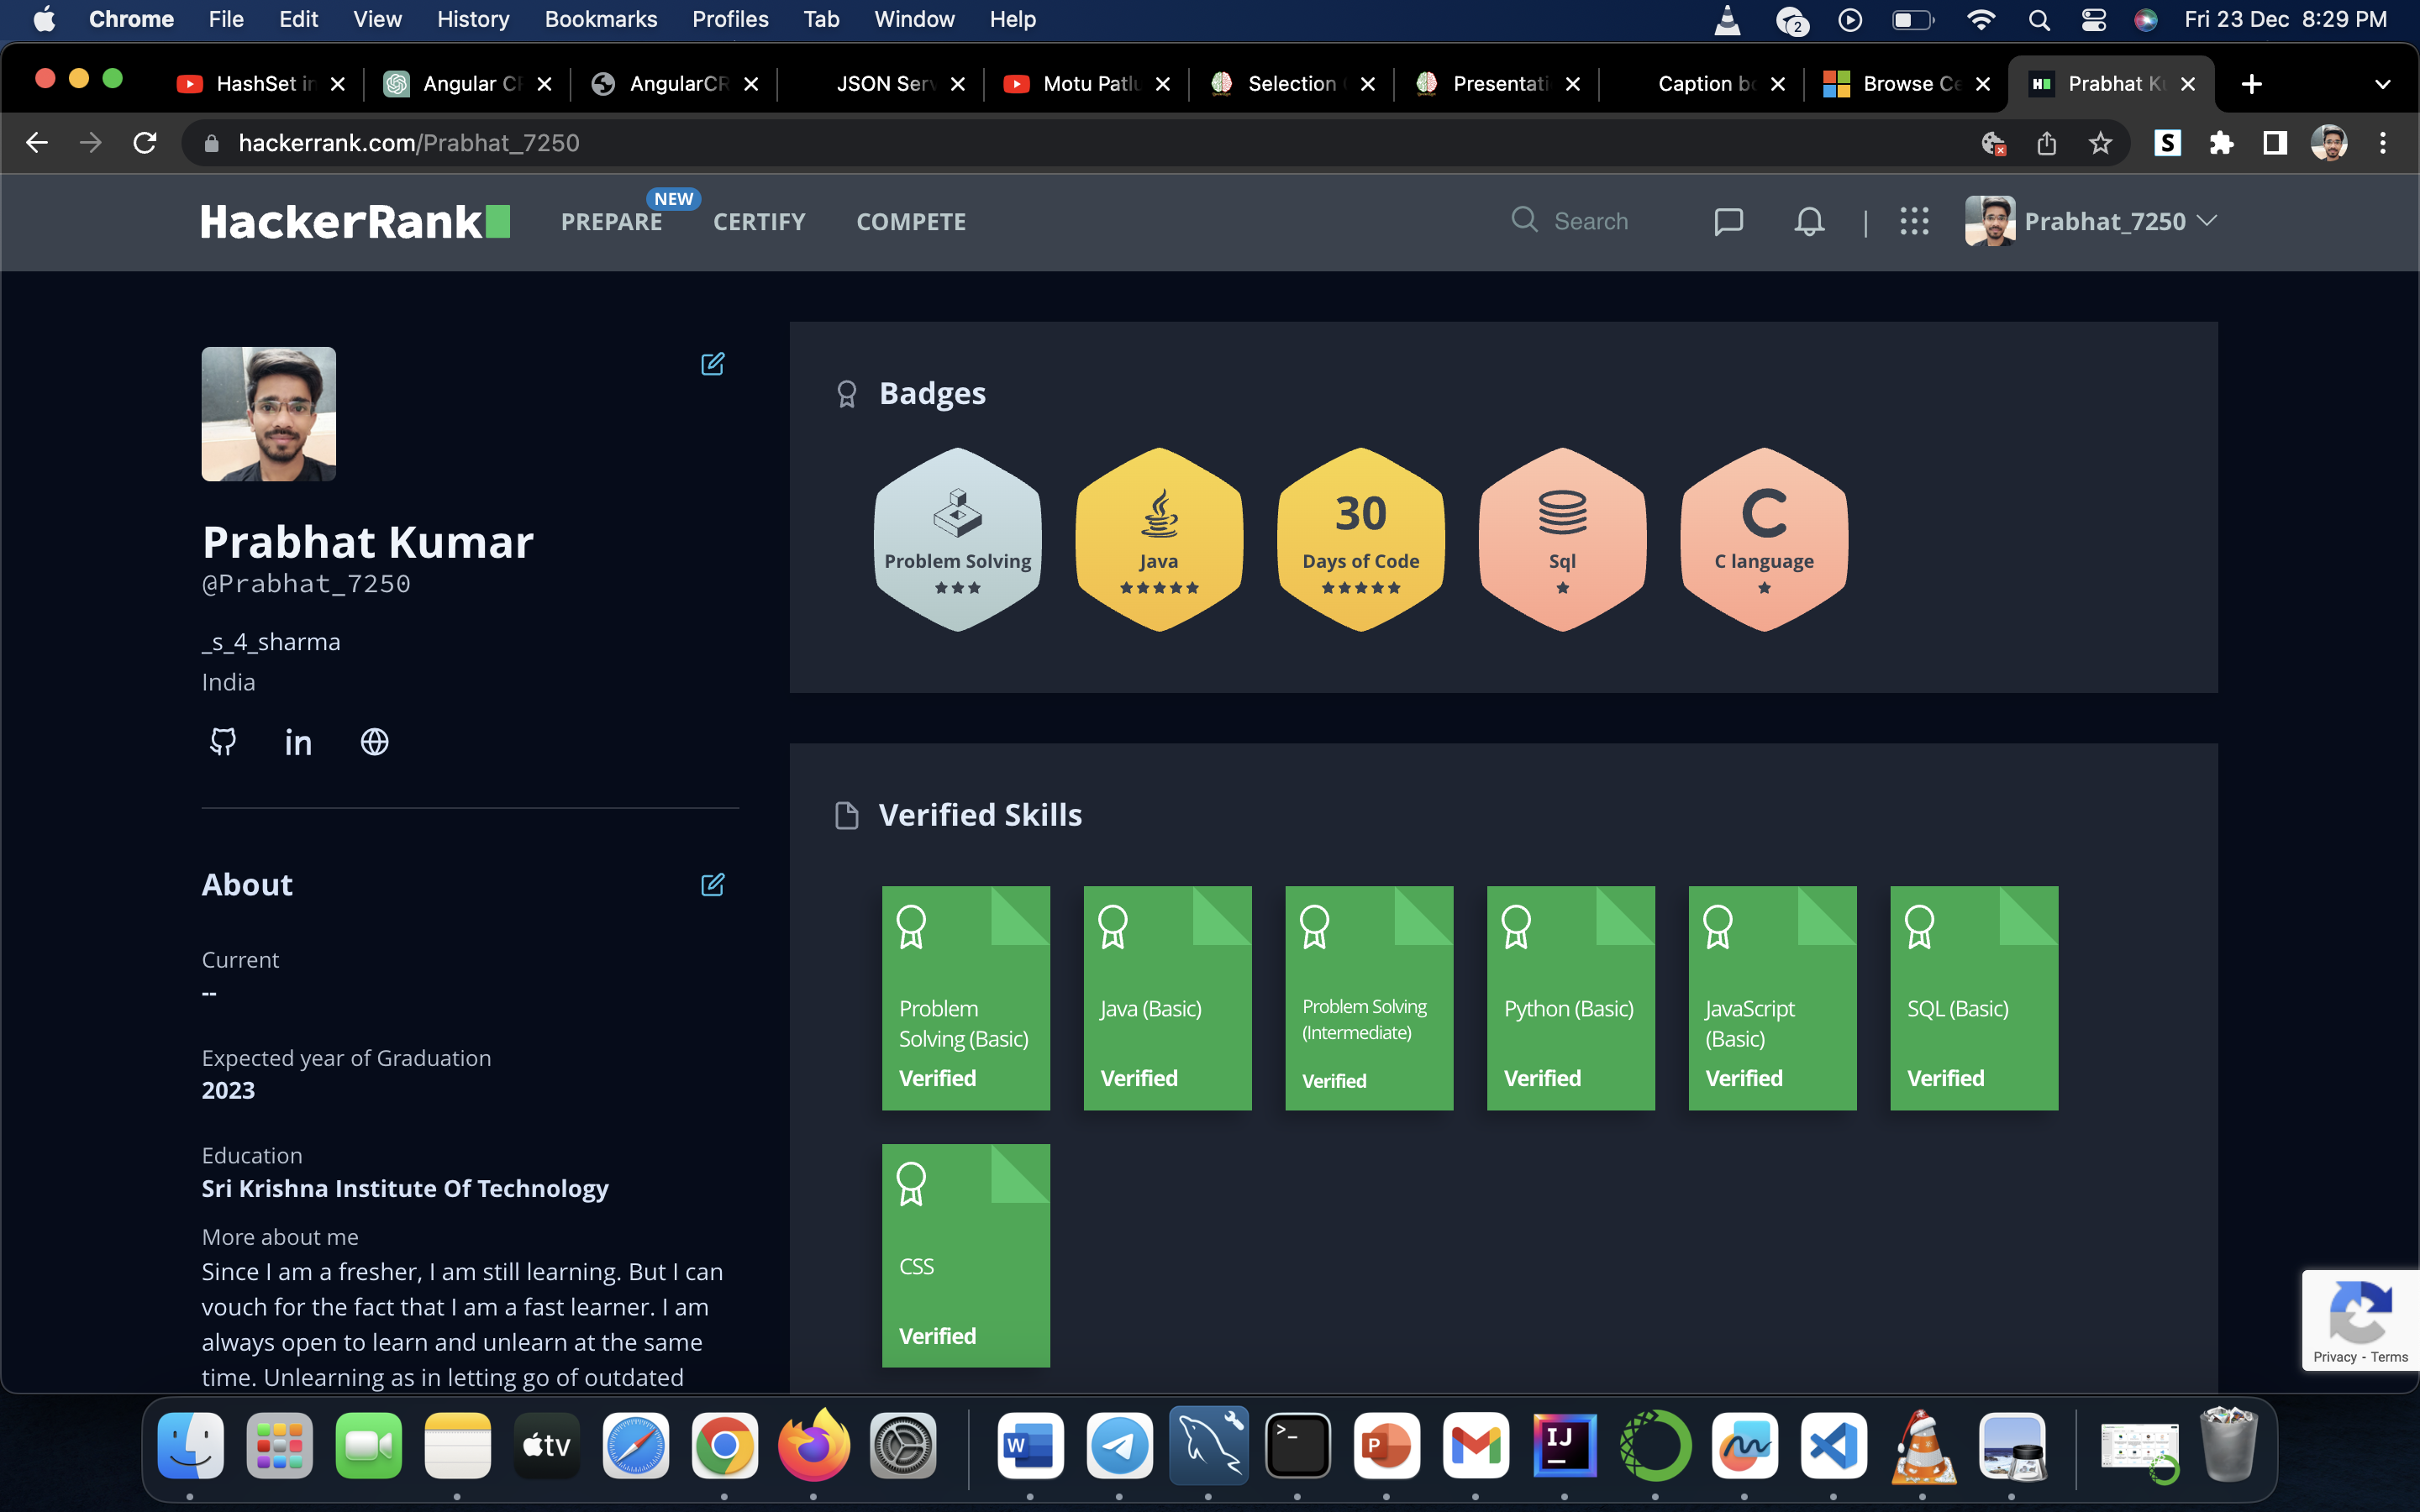 Chrome File Edit View History Bookmarks Profiles Tab Window Help 2 Fri 23 Dec 8:29 PM
HashSet in Angular CR AngularCR JSON Serv Motu Patlu Selection Presentati Caption bo Browse Ce Prabhat Ku
hackerrank.com/Prabhat_7250 S
HackerRank PREPARE NEW CERTIFY COMPETE Search Prabhat_7250
Prabhat Kumar
@Prabhat_7250
_s_4_sharma
India
in
About
Current
--
Expected year of Graduation
2023
Education
Sri Krishna Institute Of Technology
More about me
Since I am a fresher, I am still learning. But I can
vouch for the fact that I am a fast learner. I am
always open to learn and unlearn at the same
time. Unlearning as in letting go of outdated
Badges
Problem Solving
Java
30
Days of Code
Sql
C
C language
Verified Skills
Problem
Solving (Basic)
Verified
Java (Basic)
Verified
Problem Solving
(Intermediate)
Verified
Python (Basic)
Verified
JavaScript
(Basic)
Verified
SQL (Basic)
Verified
CSS
Verified
Privacy - Terms
tv W >_ P IJ